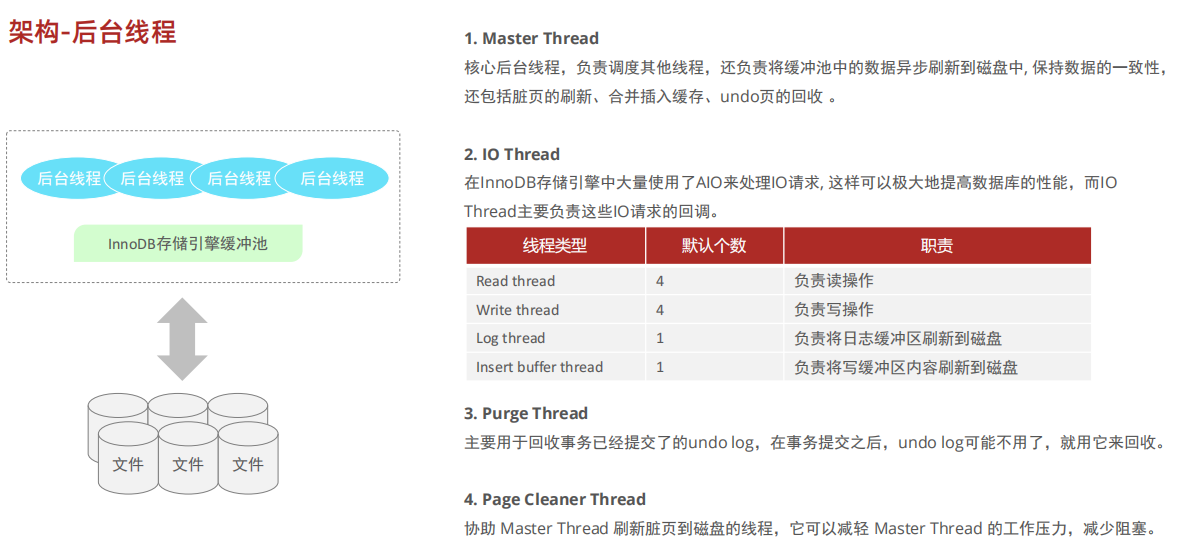 架构-后台线程
后台线程 后台线程 后台线程 后台线程
InnoDB存储引擎缓冲池
文件 文件 文件
1. Master Thread
核心后台线程，负责调度其他线程，还负责将缓冲池中的数据异步刷新到磁盘中, 保持数据的一致性，
还包括脏页的刷新、合并插入缓存、undo页的回收 。
2. IO Thread
在InnoDB存储引擎中大量使用了AIO来处理IO请求, 这样可以极大地提高数据库的性能，而IO
Thread主要负责这些IO请求的回调。
线程类型 默认个数 职责
Read thread 4 负责读操作
Write thread 4 负责写操作
Log thread 1 负责将日志缓冲区刷新到磁盘
Insert buffer thread 1 负责将写缓冲区内容刷新到磁盘
3. Purge Thread
主要用于回收事务已经提交了的undo log，在事务提交之后，undo log可能不用了，就用它来回收。
4. Page Cleaner Thread
协助 Master Thread 刷新脏页到磁盘的线程，它可以减轻 Master Thread 的工作压力，减少阻塞。